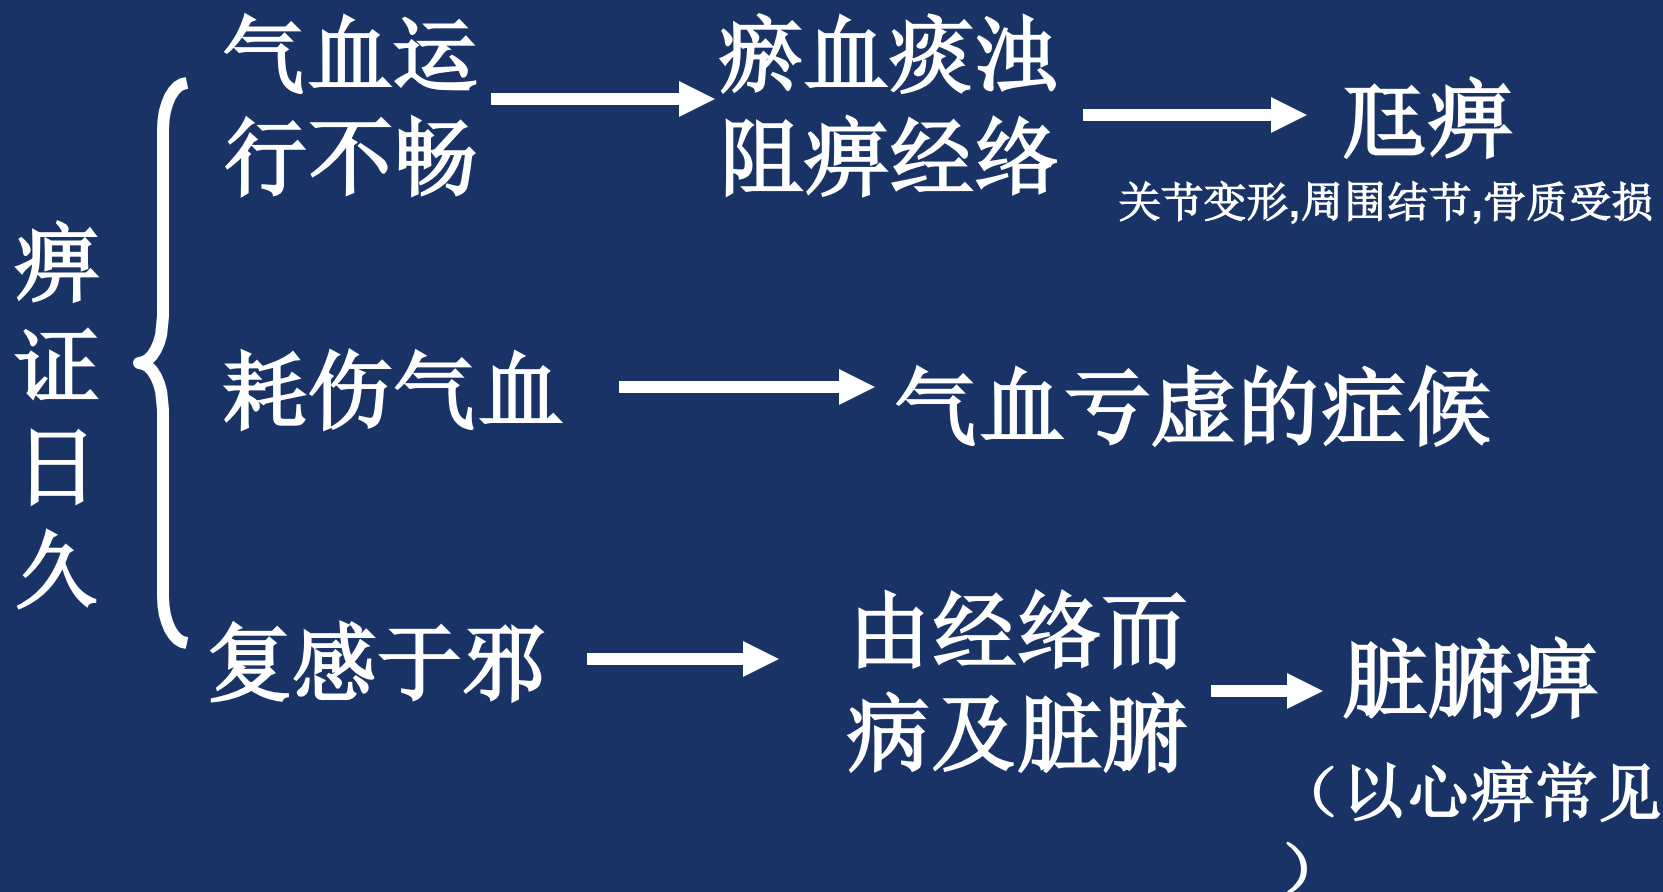 痹
证
日
久
气血运
行不畅
瘀血痰浊
阻痹经络
尪痹
关节变形,周围结节,骨质受损
耗伤气血
气血亏虚的症候
复感于邪
由经络而
病及脏腑
脏腑痹
（以心痹常见
）